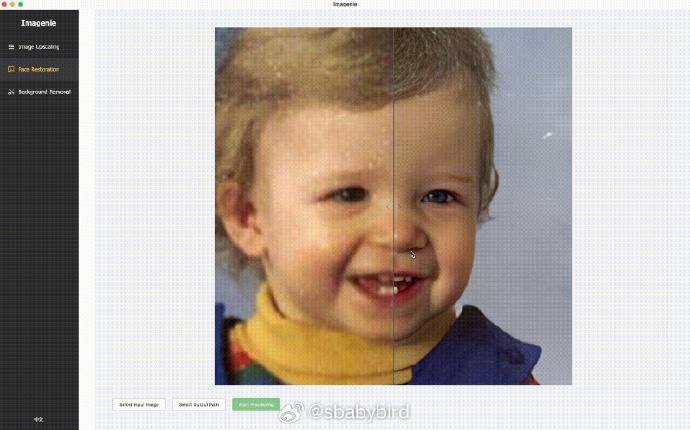 Imagenie
Imagenie
Image Upscaling
Face Restoration
Background Removal
Select Input Image
Select Output Path
Start Processing
@sbabybird
中文